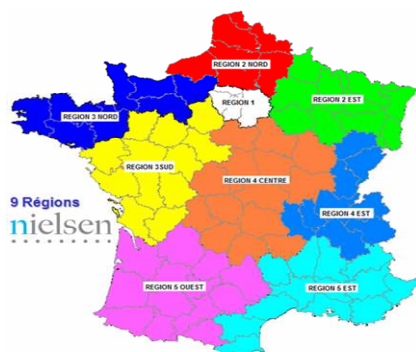 REGION 2 NORD
REGION 1
REGION 2 EST
REGION 3 NORD
REGION 3SUD
REGION 4 CENTRE
9 Régions
nielsen
REGION 4 EST
REGION 5 OUEST
REGION 5 EST